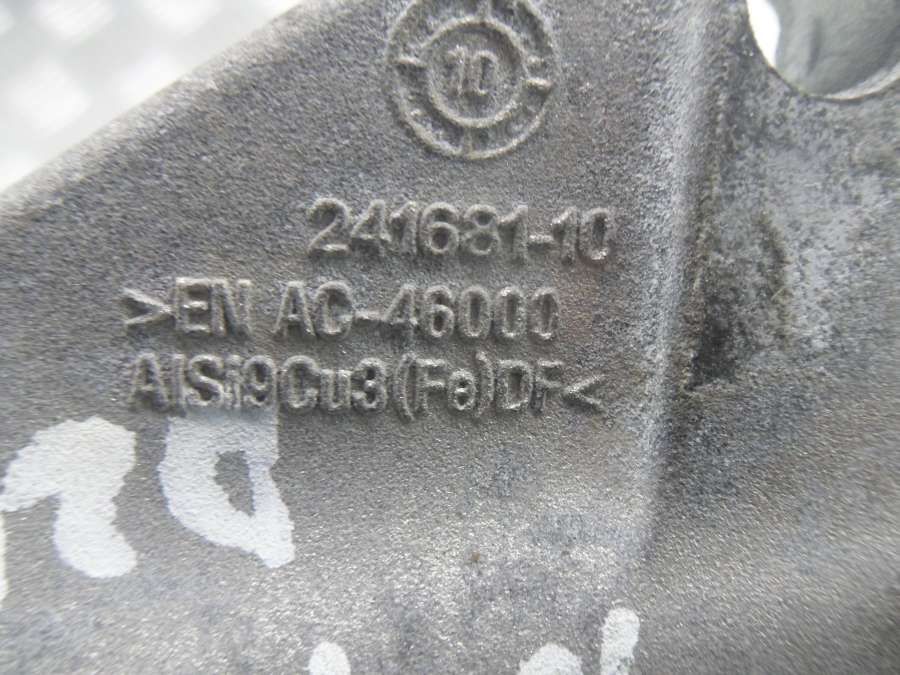 10
241681-10
>EN AC-46000
AlSi9Cu3(Fe)DF<